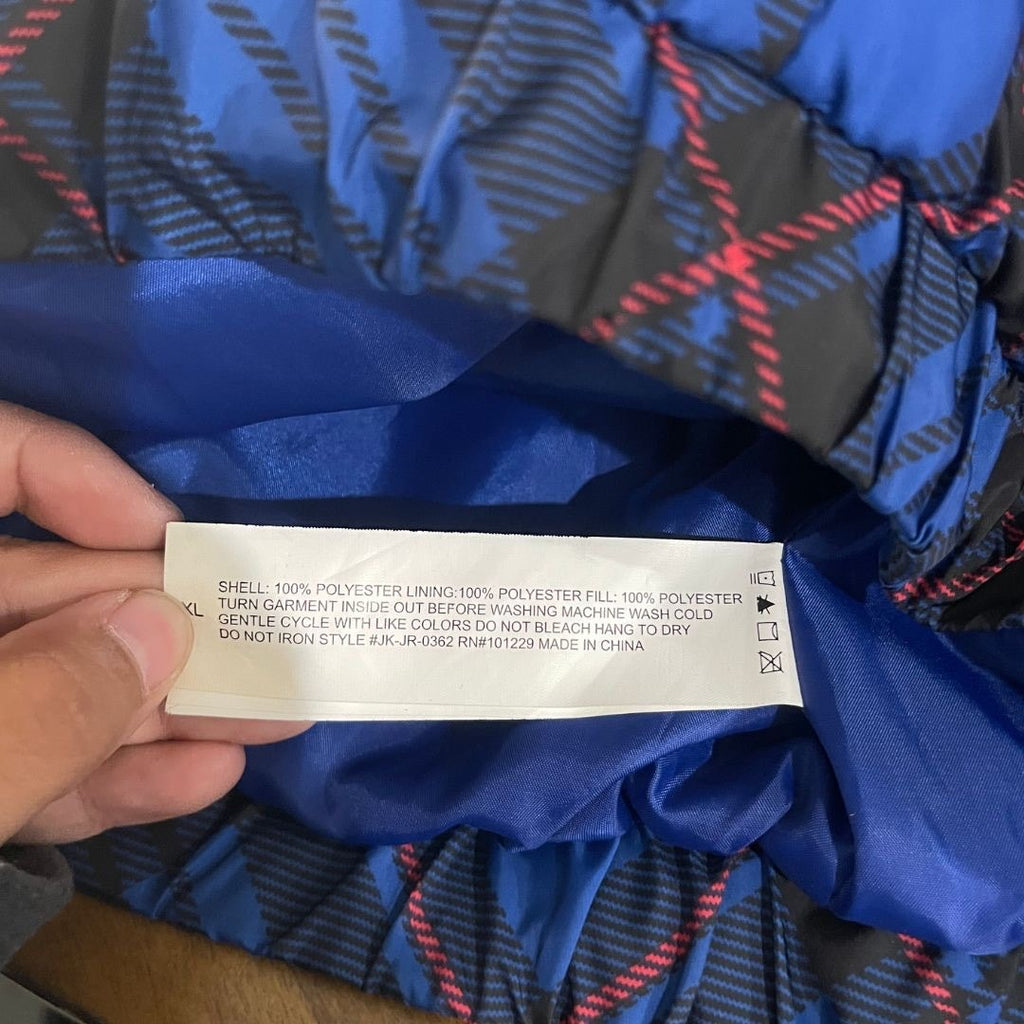 SHELL: 100% POLYESTER LINING:100% POLYESTER FILL: 100% POLYESTER
XL TURN GARMENT INSIDE OUT BEFORE WASHING MACHINE WASH COLD
GENTLE CYCLE WITH LIKE COLORS DO NOT BLEACH HANG TO DRY
DO NOT IRON STYLE #JK-JR-0362 RN#101229 MADE IN CHINA